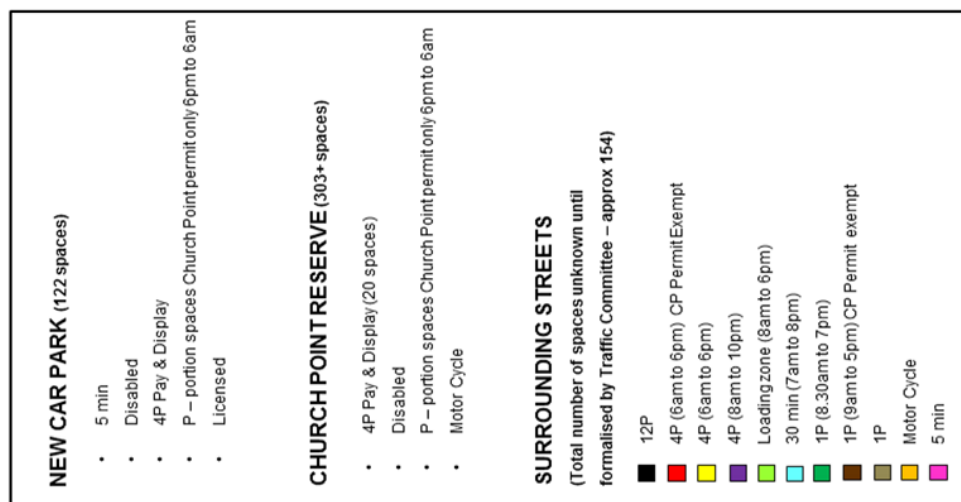 NEW CAR PARK (122 spaces)
• 5 min
• Disabled
• 4P Pay & Display
• P – portion spaces Church Point permit only 6pm to 6am
• Licensed
CHURCH POINT RESERVE (303+ spaces)
• 4P Pay & Display (20 spaces)
• Disabled
• P – portion spaces Church Point permit only 6pm to 6am
• Motor Cycle
SURROUNDING STREETS
(Total number of spaces unknown until
formalised by Traffic Committee – approx 154)
12P
4P (6am to 6pm) CP Permit Exempt
4P (6am to 6pm)
4P (8am to 10pm)
Loading zone (8am to 6pm)
30 min (7am to 8pm)
1P (8.30am to 7pm)
1P (9am to 5pm) CP Permit exempt
1P
Motor Cycle
5 min